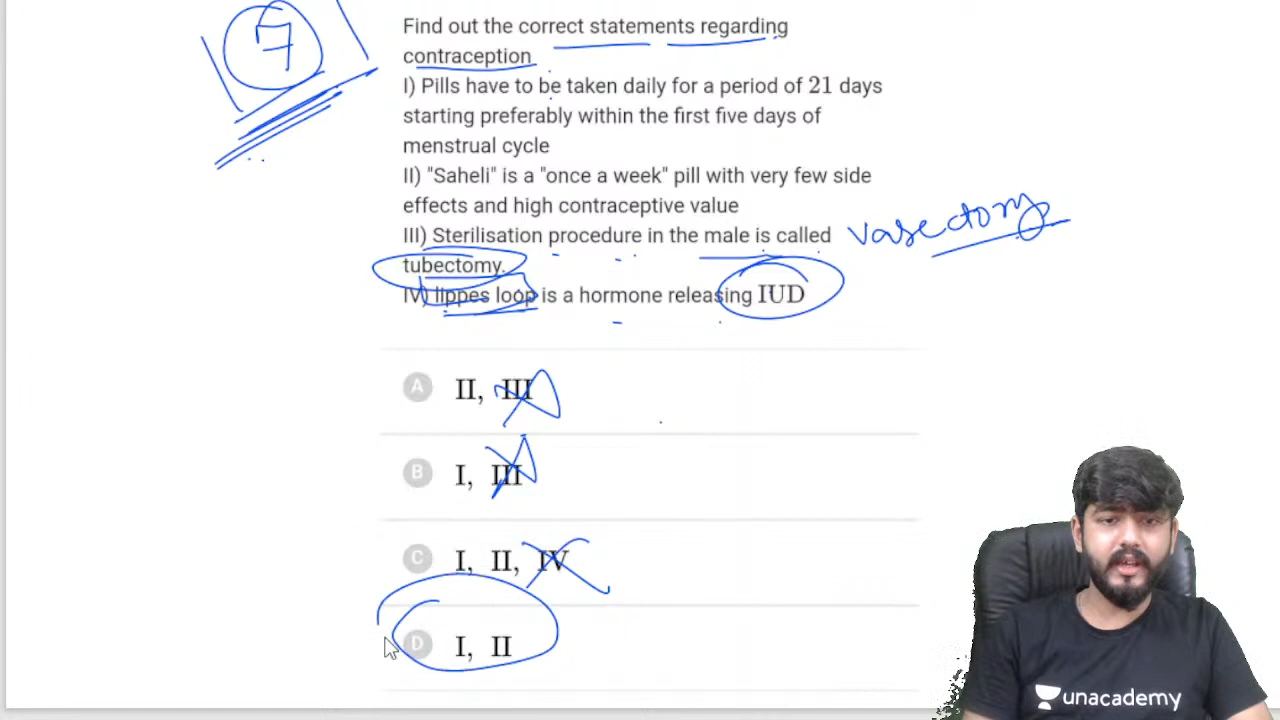 7
Find out the correct statements regarding
contraception
I) Pills have to be taken daily for a period of 21 days
starting preferably within the first five days of
menstrual cycle
II) "Saheli" is a "once a week" pill with very few side
effects and high contraceptive value
III) Sterilisation procedure in the male is called
vasectomy
tubectomy.
IV) lippes loop is a hormone releasing IUD
A II, III
B I, III
C I, II, IV
D I, II
unacademy